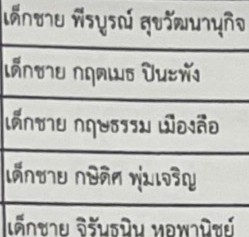 เด็กชาย พีรบูรณ์ สุขวัฒนานุกิจ
เด็กชาย กฤตเมธ ปินะพัง
เด็กชาย กฤษธรรม เมืองลือ
เด็กชาย กษิดิศ พุ่มเจริญ
เด็กชาย จิรันธนิน หอพานิชย์